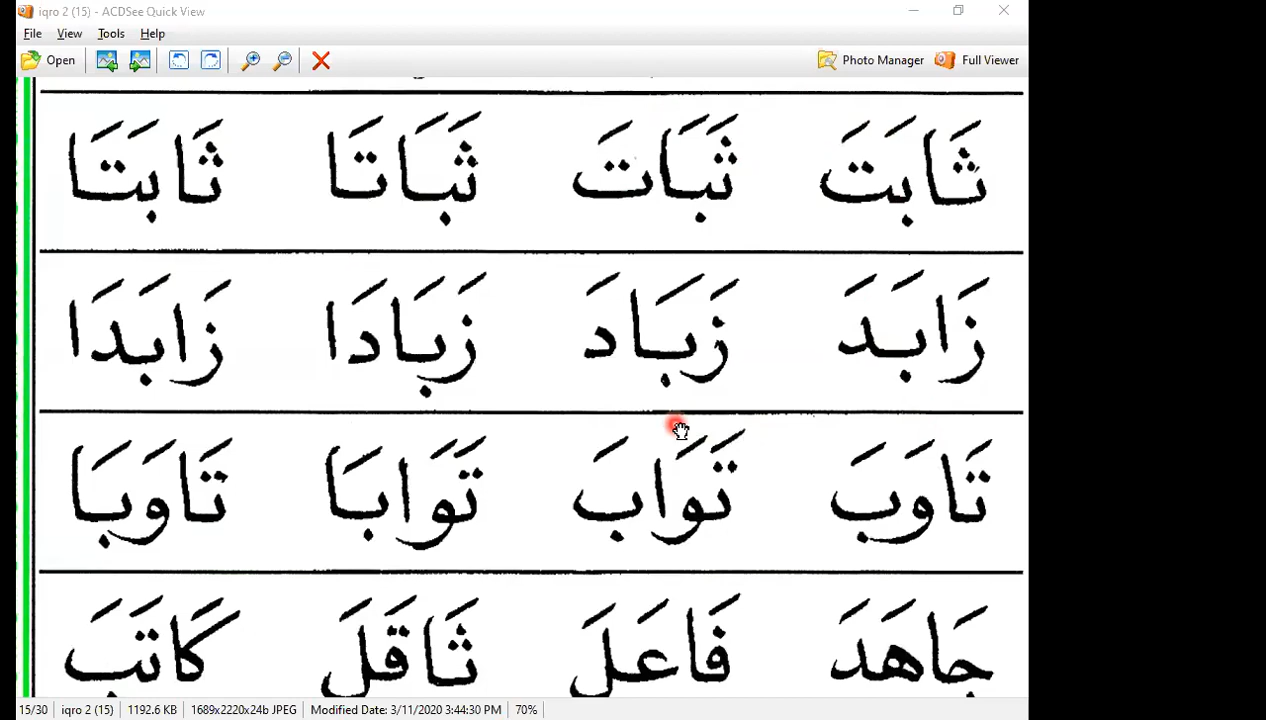 iqro 2 (15) - ACDSee Quick View
File View Tools Help
Open Photo Manager Full Viewer
ثَابَتَ ثَبَاتَ ثَبَاتَا ثَابَتَا
زَابَدَ زَبَادَ زَبَادَا زَابَدَا
تَاوَبَ تَوَابَ تَوَابَا تَاوَبَا
جَاهَدَ فَاعَلَ ثَاقَلَ كَاتَبَ
15/30 iqro 2 (15) 1192.6 KB 1689x2220x24b JPEG Modified Date: 3/11/2020 3:44:30 PM 70%